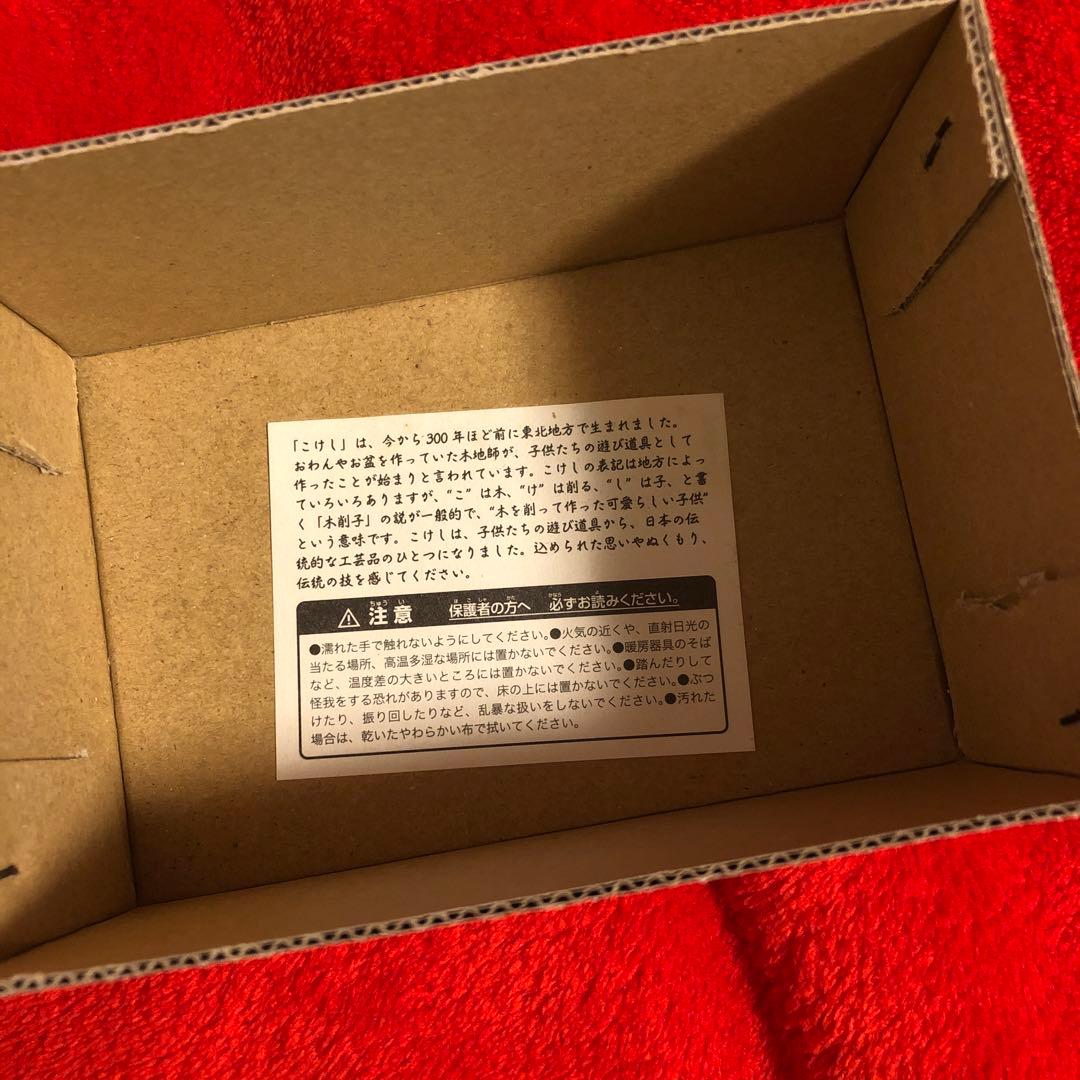 「こけし」は、今から300年ほど前に東北地方で生まれました。
おわんやお盆を作っていた木地師が、子供たちの遊び道具として
作ったことが始まりと言われています。こけしの表記は地方によっ
ていろいろありますが、"こ"は木、"け"は削る、"し"は子、と書
く「木削子」の説が一般的で、"木を削って作った可愛らしい子供"
という意味です。こけしは、子供たちの遊び道具から、日本の伝
統的な工芸品のひとつになりました。込められた思いやぬくもり、
伝統の技を感じてください。
注意 保護者の方へ 必ずお読みください。
●濡れた手で触れないようにしてください。●火気の近くや、直射日光の
当たる場所、高温多湿な場所には置かないでください。●暖房器具のそば
など、温度差の大きいところには置かないでください。●踏んだりして
怪我をする恐れがありますので、床の上には置かないでください。●ぶつ
けたり、振り回したりなど、乱暴な扱いをしないでください。●汚れた
場合は、乾いたやわらかい布で拭いてください。